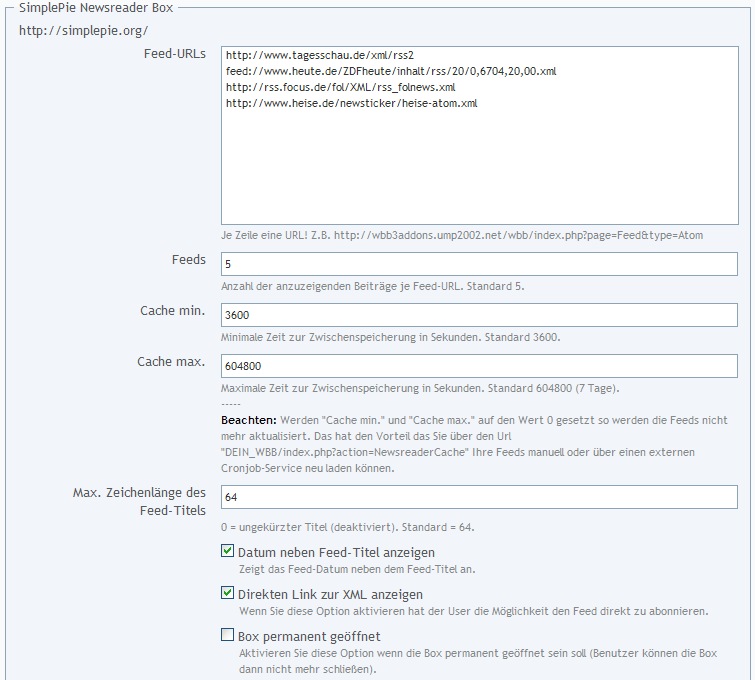 SimplePie Newsreader Box
http://simplepie.org/
Feed-URLs
http://www.tagesschau.de/xml/rss2
feed://www.heute.de/ZDFheute/inhalt/rss/20/0,6704,20,00.xml
http://rss.focus.de/fol/XML/rss_folnews.xml
http://www.heise.de/newsticker/heise-atom.xml
Je Zeile eine URL! Z.B. http://wbb3addons.ump2002.net/wbb/index.php?page=Feed&type=Atom
Feeds
5
Anzahl der anzuzeigenden Beiträge je Feed-URL. Standard 5.
Cache min.
3600
Minimale Zeit zur Zwischenspeicherung in Sekunden. Standard 3600.
Cache max.
604800
Maximale Zeit zur Zwischenspeicherung in Sekunden. Standard 604800 (7 Tage).
-----
Beachten: Werden "Cache min." und "Cache max." auf den Wert 0 gesetzt so werden die Feeds nicht
mehr aktualisiert. Das hat den Vorteil das Sie über den Url
"DEIN_WBB/index.php?action=NewsreaderCache" Ihre Feeds manuell oder über einen externen
Cronjob-Service neu laden können.
Max. Zeichenlänge des
Feed-Titels
64
0 = ungekürzter Titel (deaktiviert). Standard = 64.
Datum neben Feed-Titel anzeigen
Zeigt das Feed-Datum neben dem Feed-Titel an.
Direkten Link zur XML anzeigen
Wenn Sie diese Option aktivieren hat der User die Möglichkeit den Feed direkt zu abonnieren.
Box permanent geöffnet
Aktivieren Sie diese Option wenn die Box permanent geöffnet sein soll (Benutzer können die Box
dann nicht mehr schließen).